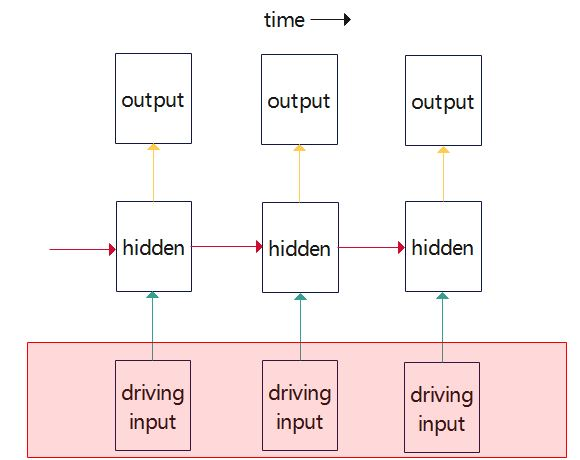 time
output output output
hidden hidden hidden
driving driving driving
input input input